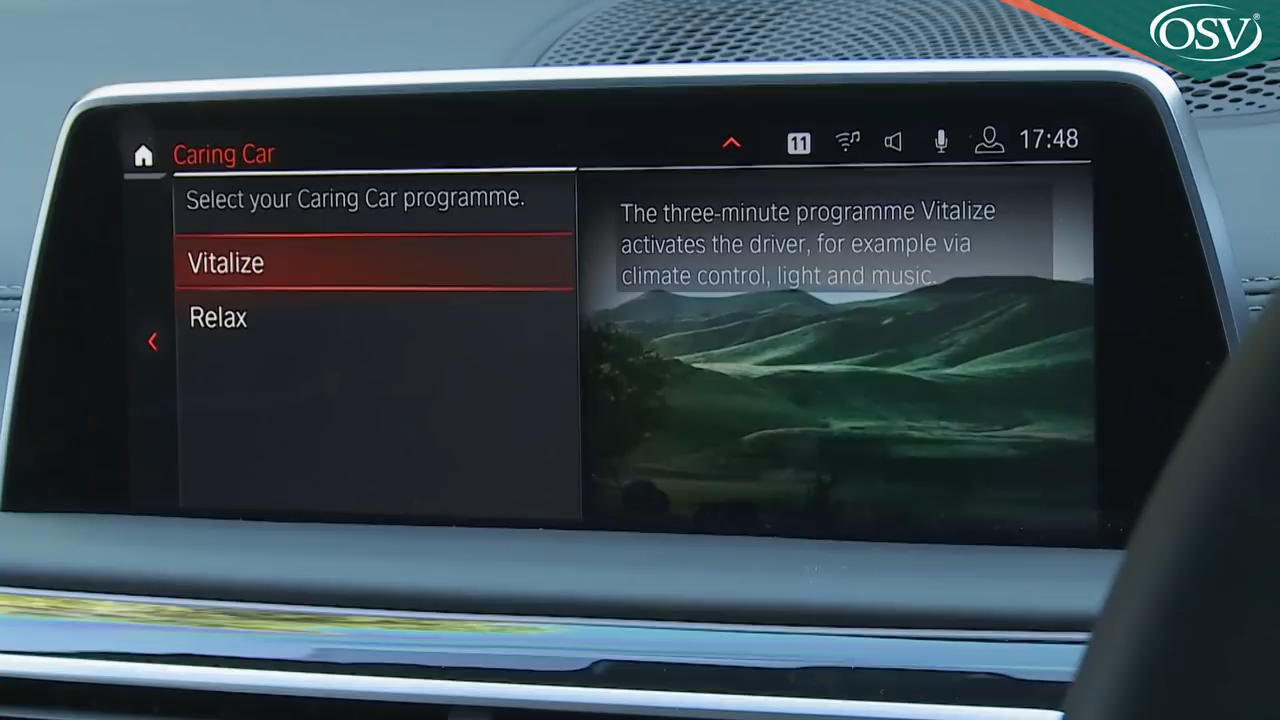 OSV®
Caring Car
11
17:48
Select your Caring Car programme.
Vitalize
Relax
The three-minute programme Vitalize
activates the driver, for example via
climate control, light and music.